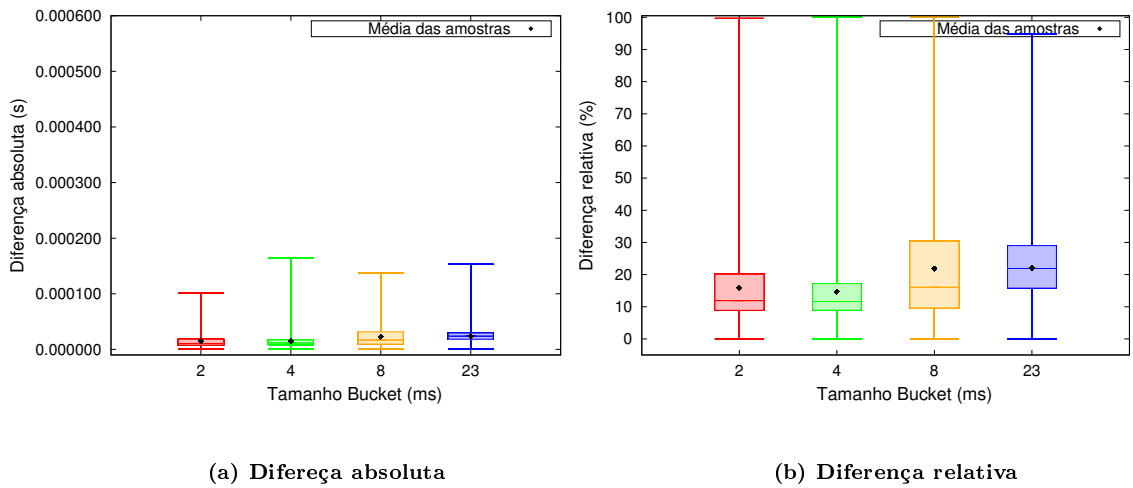 0.000600
0.000500
0.000400
0.000300
0.000200
0.000100
0.000000
Diferença absoluta (s)
Média das amostras
2 4 8 23
Tamanho Bucket (ms)
(a) Difereça absoluta
100
90
80
70
60
50
40
30
20
10
0
Diferença relativa (%)
Média das amostras
2 4 8 23
Tamanho Bucket (ms)
(b) Diferença relativa